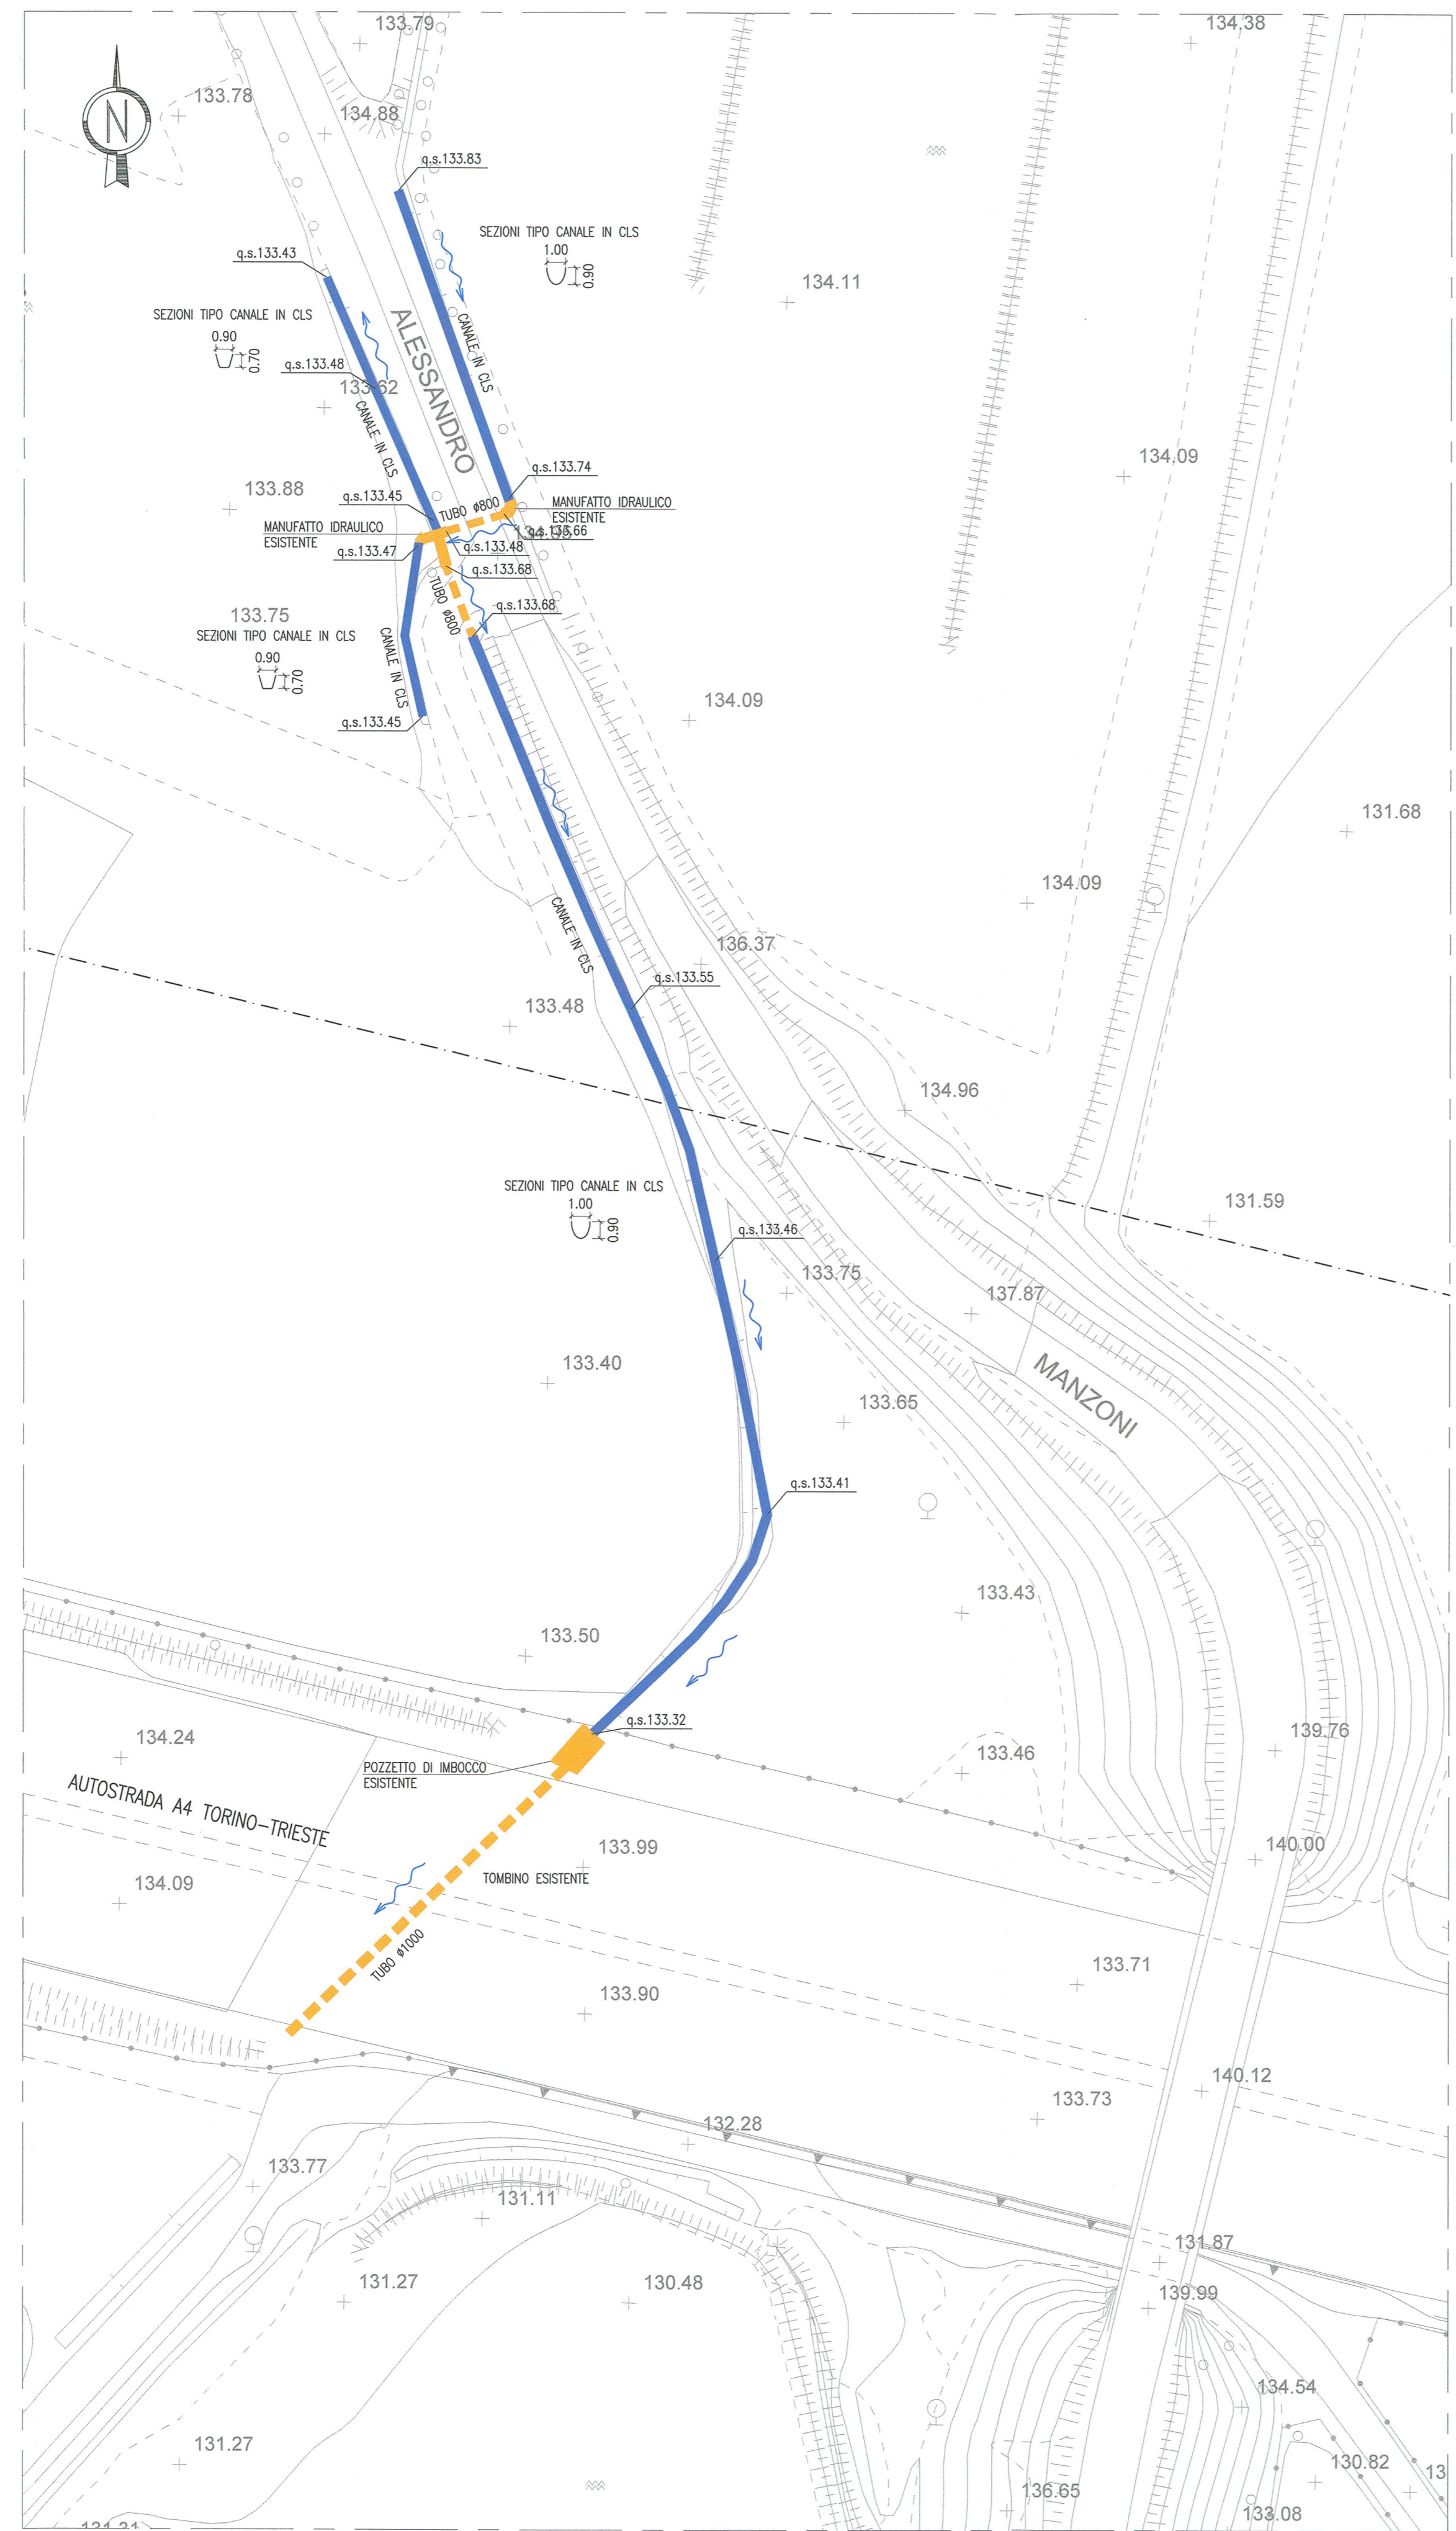 133.79
134.38
133.78
134.88
N
q.s.133.83
SEZIONI TIPO CANALE IN CLS
1.00
0.90
q.s.133.43
134.11
SEZIONI TIPO CANALE IN CLS
0.90
0.70
q.s.133.48
133.62
ALESSANDRO
CANALE IN CLS
CANALE IN CLS
134.09
q.s.133.74
133.88
q.s.133.45
TUBO ø800
MANUFATTO IDRAULICO
ESISTENTE
MANUFATTO IDRAULICO
ESISTENTE
q.s.133.66
q.s.133.47
q.s.133.48
q.s.133.68
TUBO ø800
q.s.133.68
133.75
SEZIONI TIPO CANALE IN CLS
0.90
0.70
CANALE IN CLS
q.s.133.45
134.09
131.68
134.09
CANALE IN CLS
136.37
q.s.133.55
133.48
134.96
SEZIONI TIPO CANALE IN CLS
1.00
0.90
131.59
q.s.133.46
133.75
137.87
133.40
MANZONI
133.65
q.s.133.41
133.43
133.50
q.s.133.32
134.24
139.76
133.46
POZZETTO DI IMBOCCO
ESISTENTE
AUTOSTRADA A4 TORINO-TRIESTE
133.99
140.00
TOMBINO ESISTENTE
134.09
TUBO ø1000
133.71
133.90
140.12
133.73
132.28
133.77
131.11
131.87
131.27
130.48
139.99
134.54
131.27
130.82
13
136.65
133.08